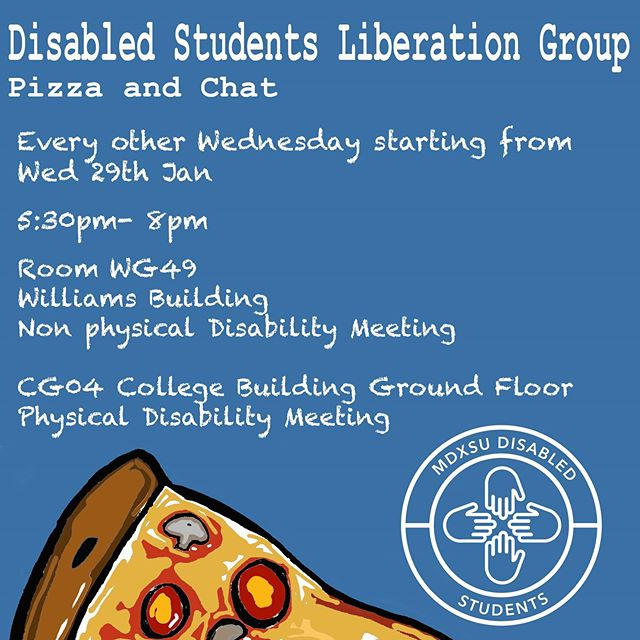 Disabled Students Liberation Group
Pizza and Chat
Every other Wednesday starting from
Wed 29th Jan
5:30pm- 8pm
Room WG49
Williams Building
Non physical Disability Meeting
CG04 College Building Ground Floor
Physical Disability Meeting
MDXSU DISABLED
STUDENTS